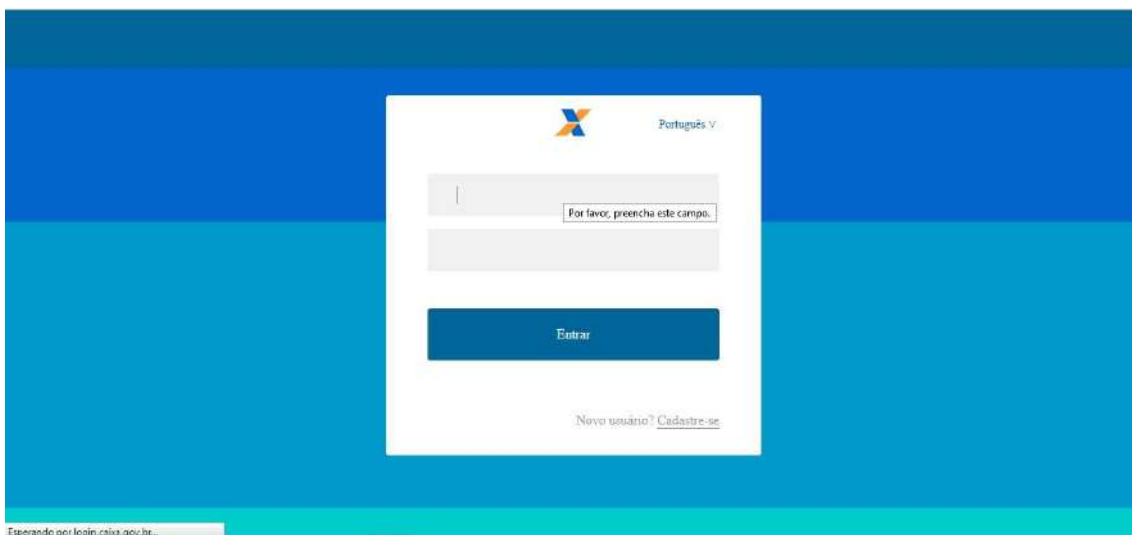 Português V
Por favor, preencha este campo.
Entrar
Novo usuário? Cadastre-se
Esperando por login.caixa.gov.br...